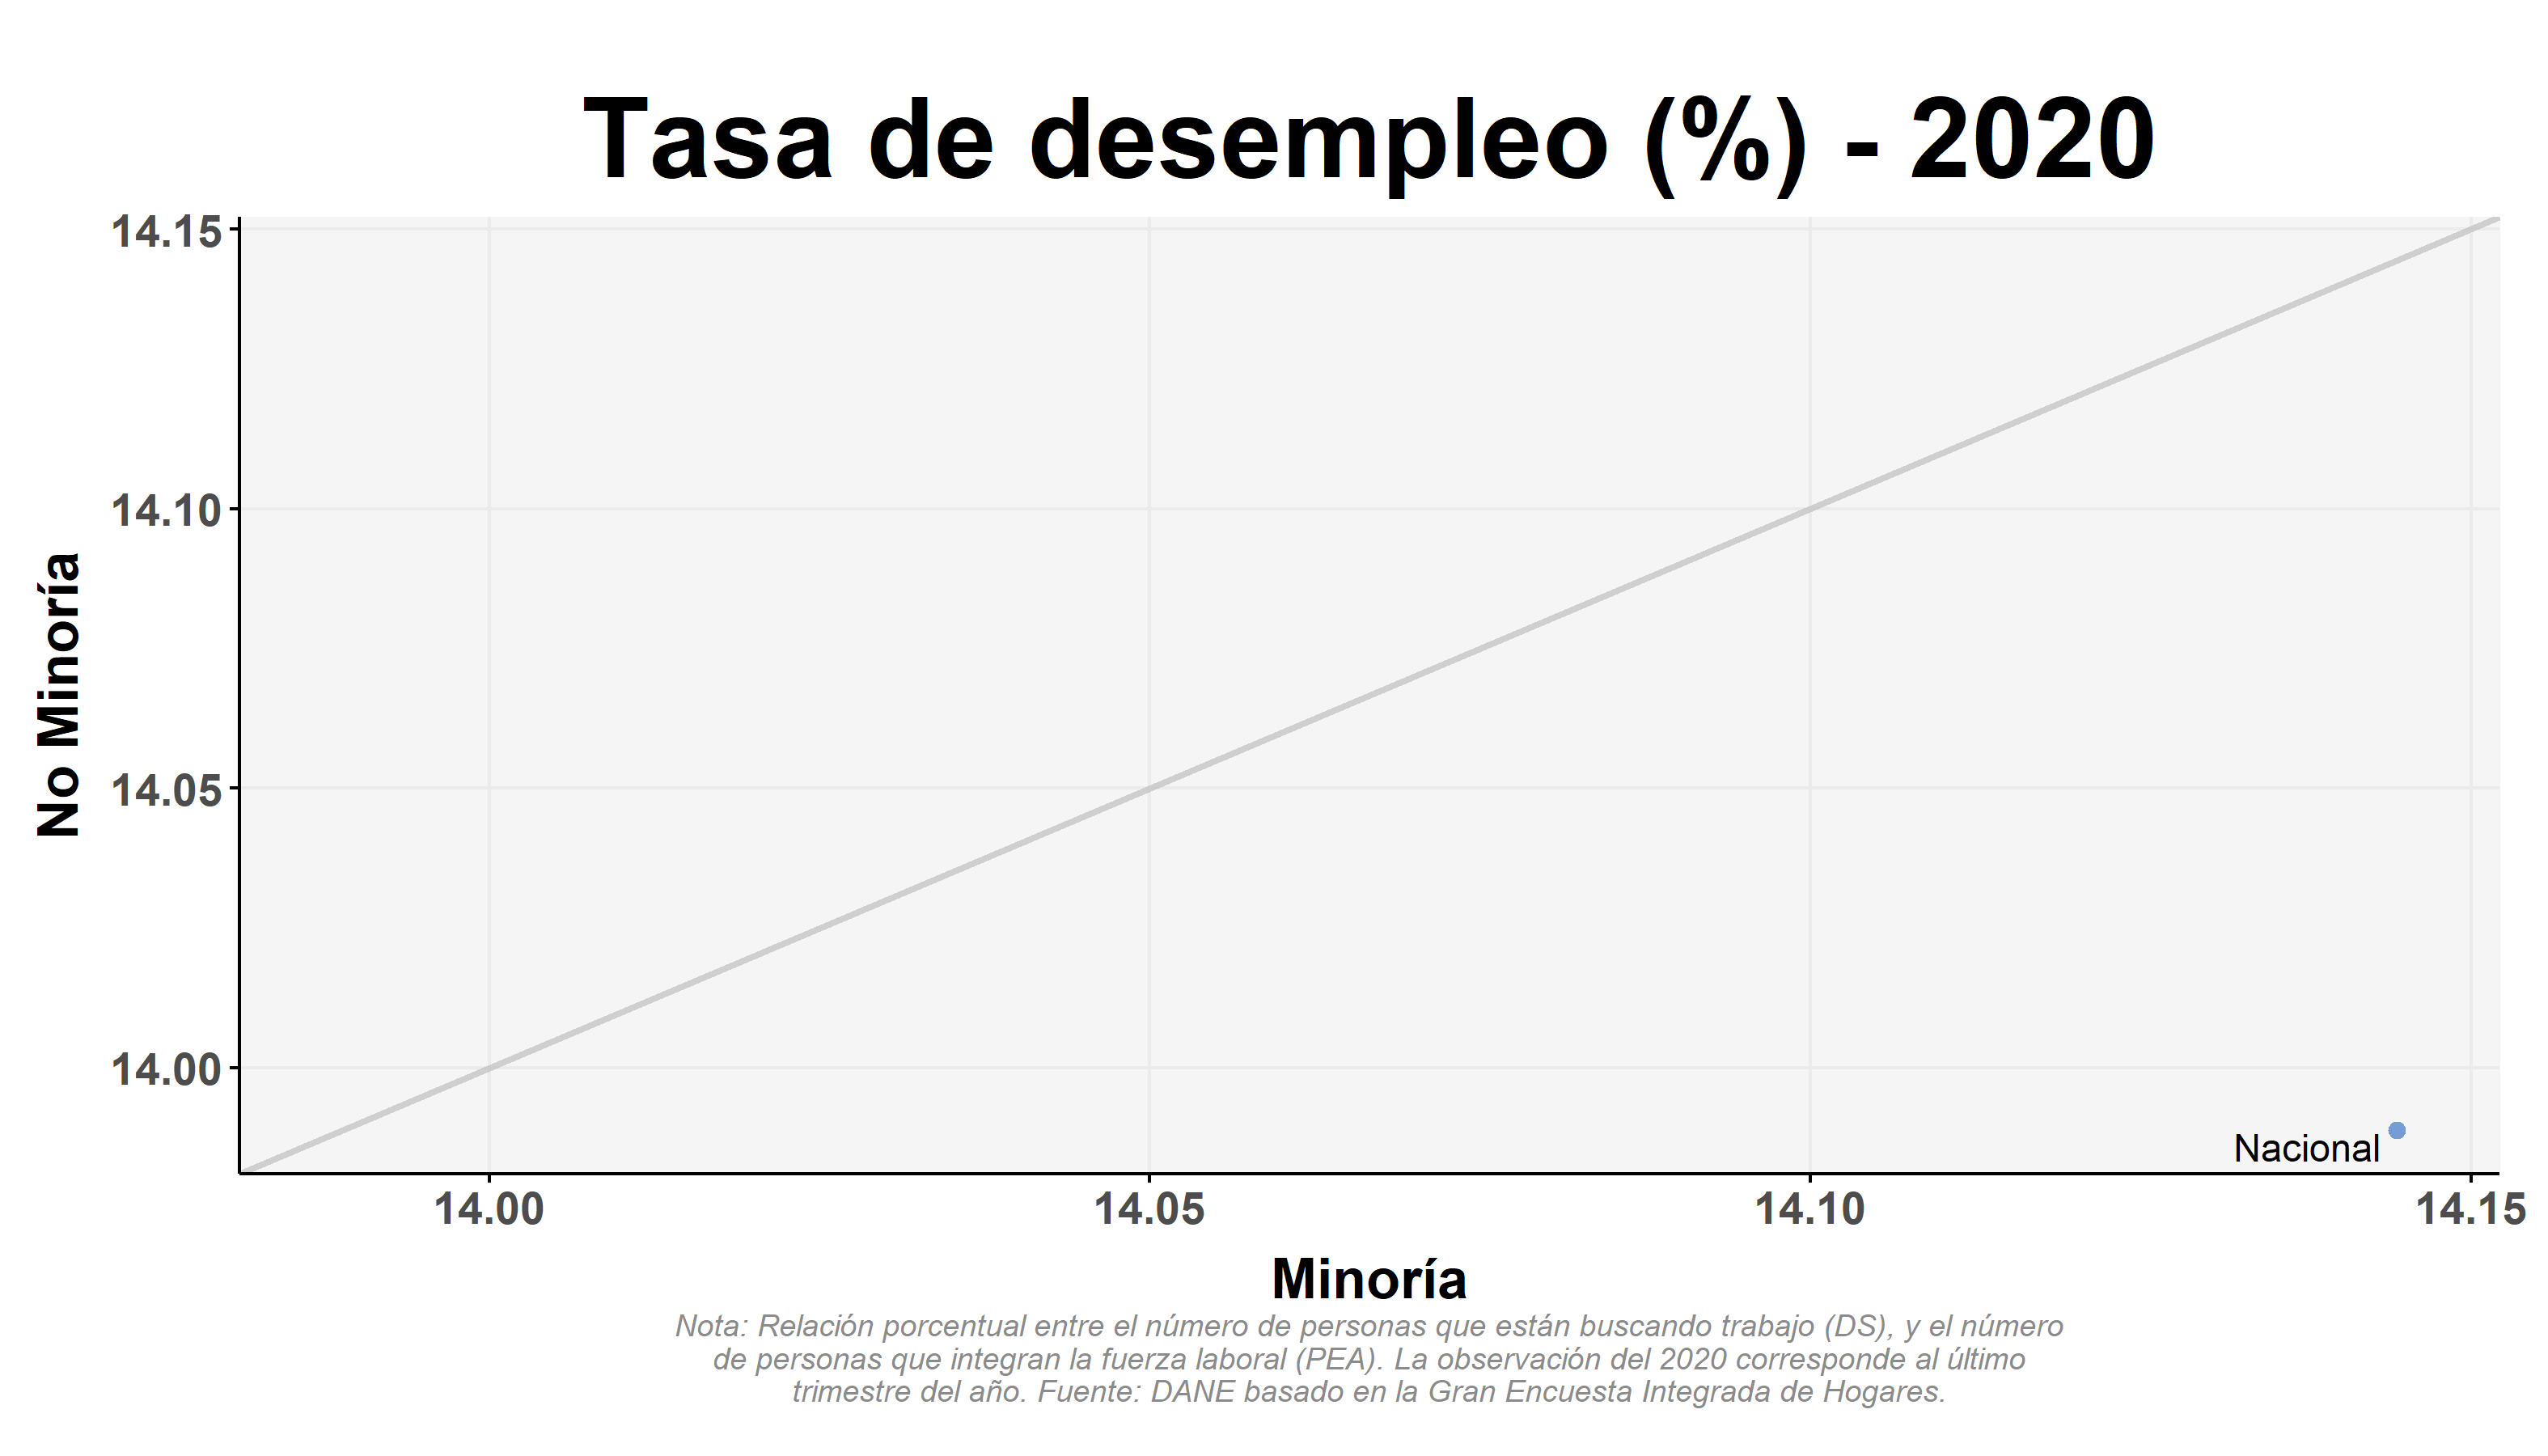 Tasa de desempleo (%) - 2020
No Minoría
14.15
14.10
14.05
14.00
Nacional
14.00
14.05
14.10
14.15
Minoría
Nota: Relación porcentual entre el número de personas que están buscando trabajo (DS), y el número
de personas que integran la fuerza laboral (PEA). La observación del 2020 corresponde al último
trimestre del año. Fuente: DANE basado en la Gran Encuesta Integrada de Hogares.